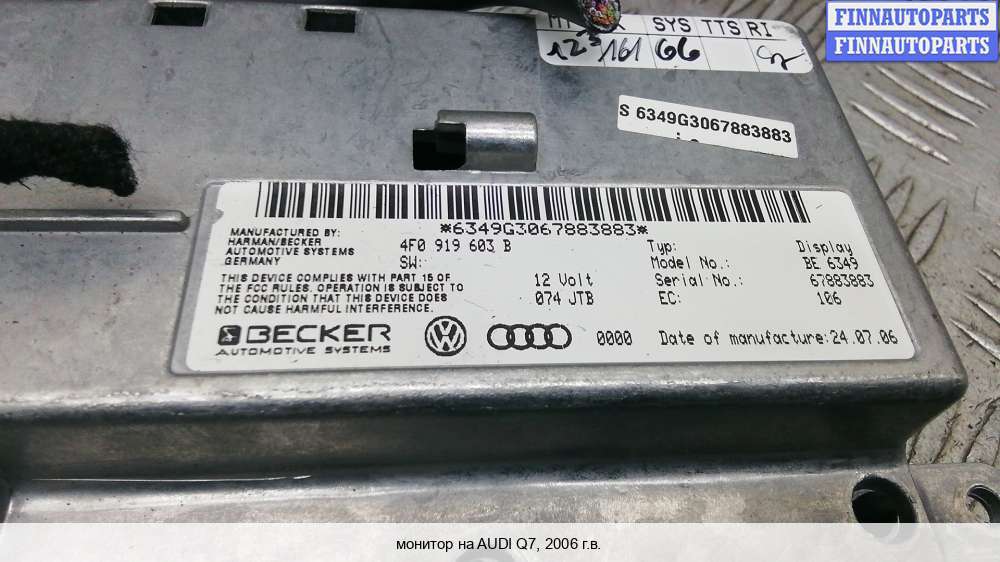 FINNAUTOPARTS
FINNAUTOPARTS
SYS TTS RI
123 161 66
S 6349G3067883883
*6349G3067883883*
MANUFACTURED BY:
HARMAN/BECKER
AUTOMOTIVE SYSTEMS
GERMANY
4F0 919 603 B
SW:
Typ: Display
Model No.: BE 6349
Serial No.: 67883883
EC: 106
12 Volt
074 JTB
THIS DEVICE COMPLIES WITH PART 15 OF
THE FCC RULES. OPERATION IS SUBJECT TO
THE CONDITION THAT THIS DEVICE DOES
NOT CAUSE HARMFUL INTERFERENCE.
BECKER
AUTOMOTIVE SYSTEMS
0000
Date of manufacture: 24.07.06
монитор на AUDI Q7, 2006 г.в.